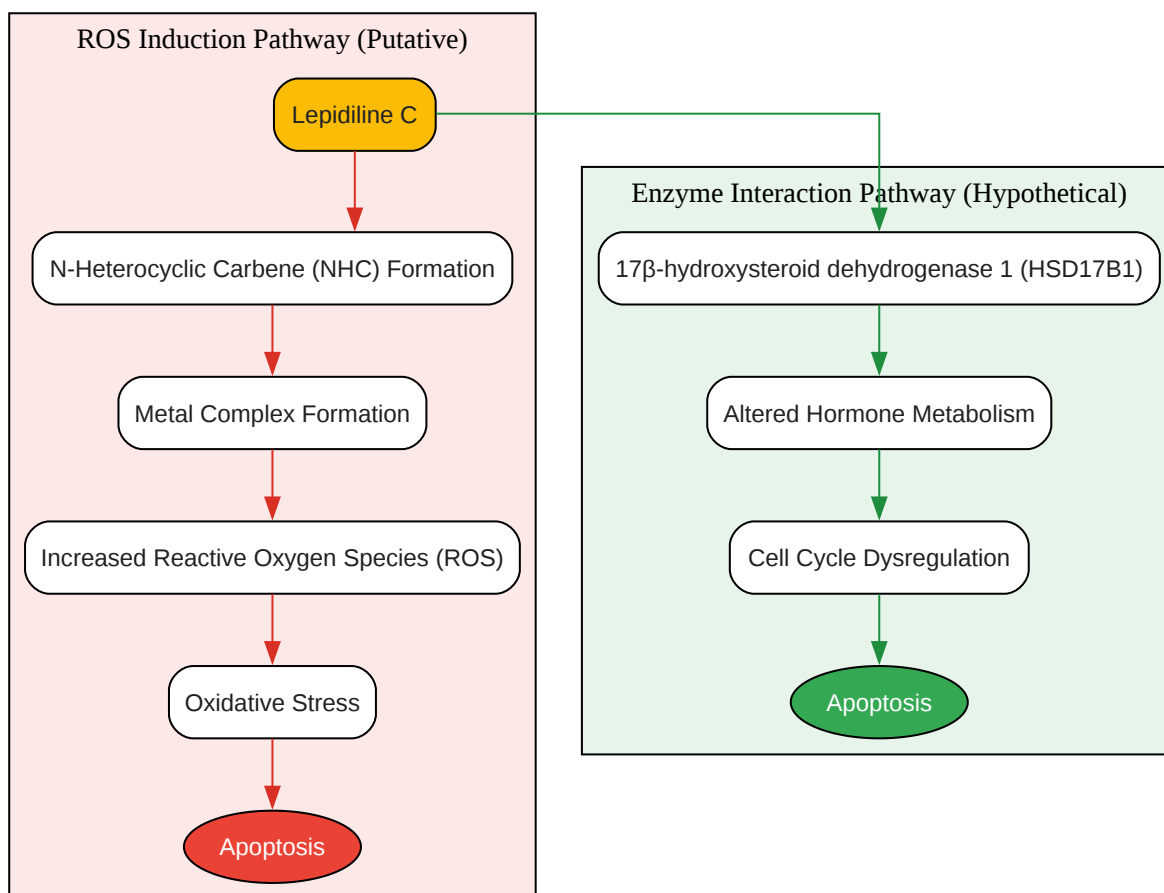 ROS Induction Pathway (Putative)
Lepidiline C
N-Heterocyclic Carbene (NHC) Formation
Metal Complex Formation
Increased Reactive Oxygen Species (ROS)
Oxidative Stress
Apoptosis
Enzyme Interaction Pathway (Hypothetical)
17β-hydroxysteroid dehydrogenase 1 (HSD17B1)
Altered Hormone Metabolism
Cell Cycle Dysregulation
Apoptosis